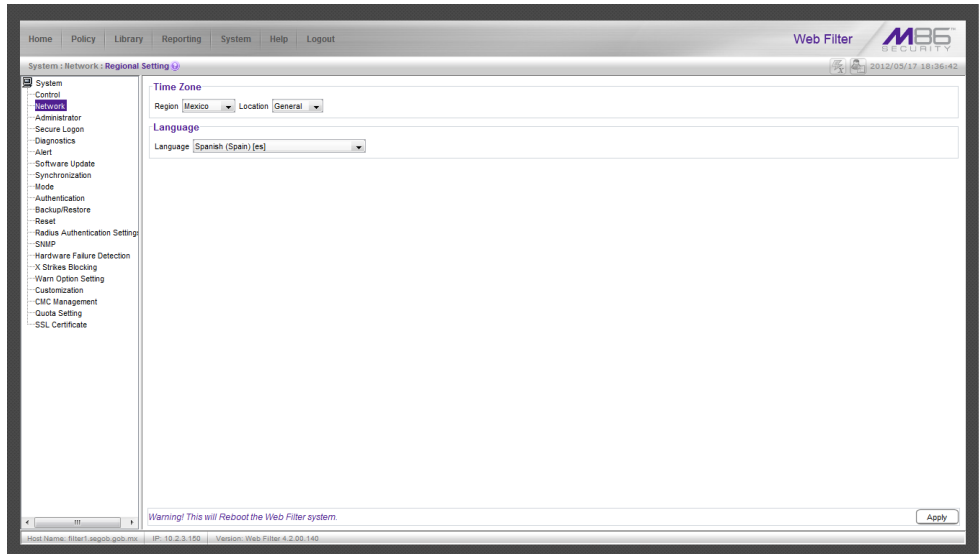 Home Policy Library Reporting System Help Logout
Web Filter
M86
SECURITY
System : Network : Regional Setting
2012/05/17 18:36:42
System
Control
Network
Administrator
Secure Logon
Diagnostics
Alert
Software Update
Synchronization
Mode
Authentication
Backup/Restore
Reset
Radius Authentication Settings
SNMP
Hardware Failure Detection
X Strikes Blocking
Warn Option Setting
Customization
CMC Management
Quota Setting
SSL Certificate
Time Zone
Region Mexico Location General
Language
Language Spanish (Spain) [es]
Warning! This will Reboot the Web Filter system.
Apply
Host Name: filter1.segob.gob.mx IP: 10.2.3.150 Version: Web Filter 4.2.00.140